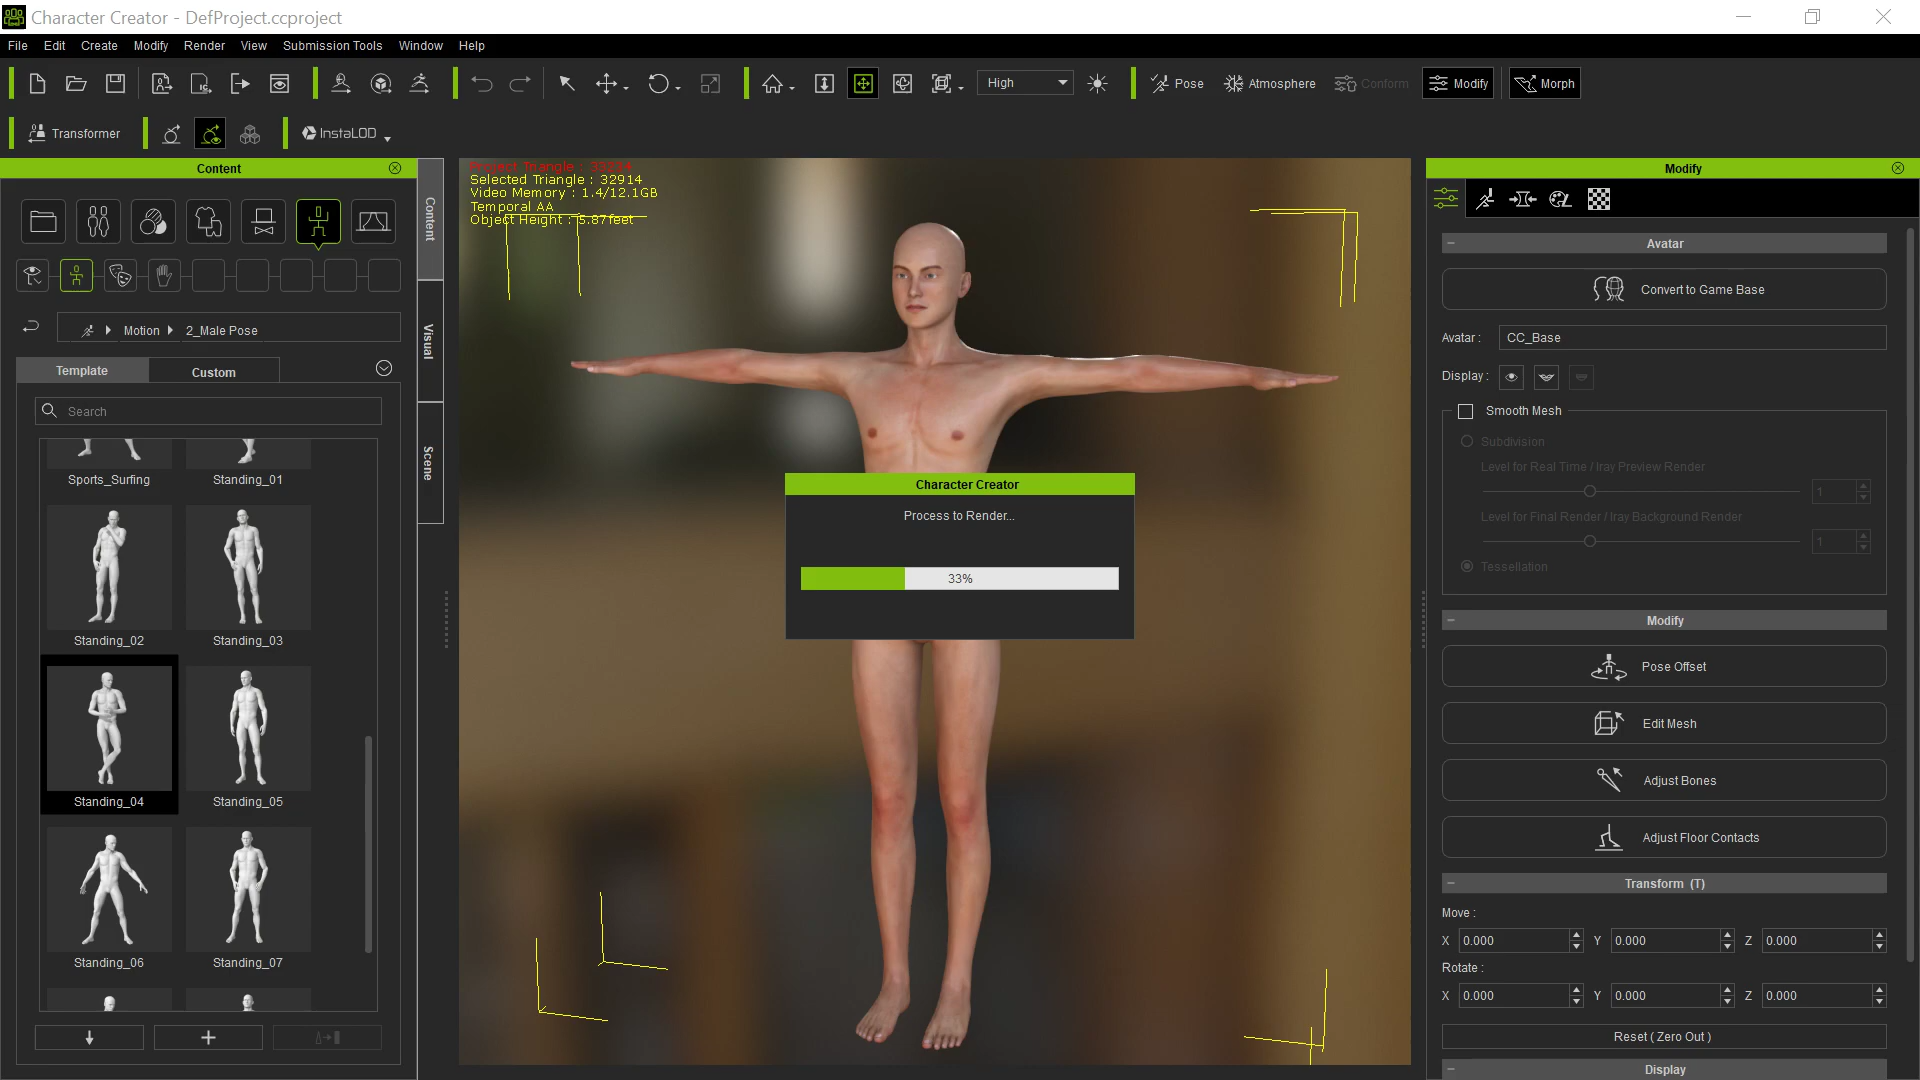 Character Creator - DefProject.ccproject
File Edit Create Modify Render View Submission Tools Window Help
High Pose Atmosphere Conform Modify Morph
Transformer InstaLOD
Content
Motion 2_Male Pose
Template Custom
Search
Sports_Surfing Standing_01
Standing_02 Standing_03
Standing_04 Standing_05
Standing_06 Standing_07
Content
Visual
Scene
Project Triangle : 33224
Selected Triangle : 32914
Video Memory : 1.4/12.1GB
Temporal AA
Object Height : 5.87feet
Character Creator
Process to Render...
33%
Modify
Avatar
Convert to Game Base
Avatar : CC_Base
Display :
Smooth Mesh
Subdivision
Level for Real Time / Iray Preview Render
1
Level for Final Render / Iray Background Render
1
Tessellation
Modify
Pose Offset
Edit Mesh
Adjust Bones
Adjust Floor Contacts
Transform (T)
Move :
X 0.000 Y 0.000 Z 0.000
Rotate :
X 0.000 Y 0.000 Z 0.000
Reset ( Zero Out )
Display